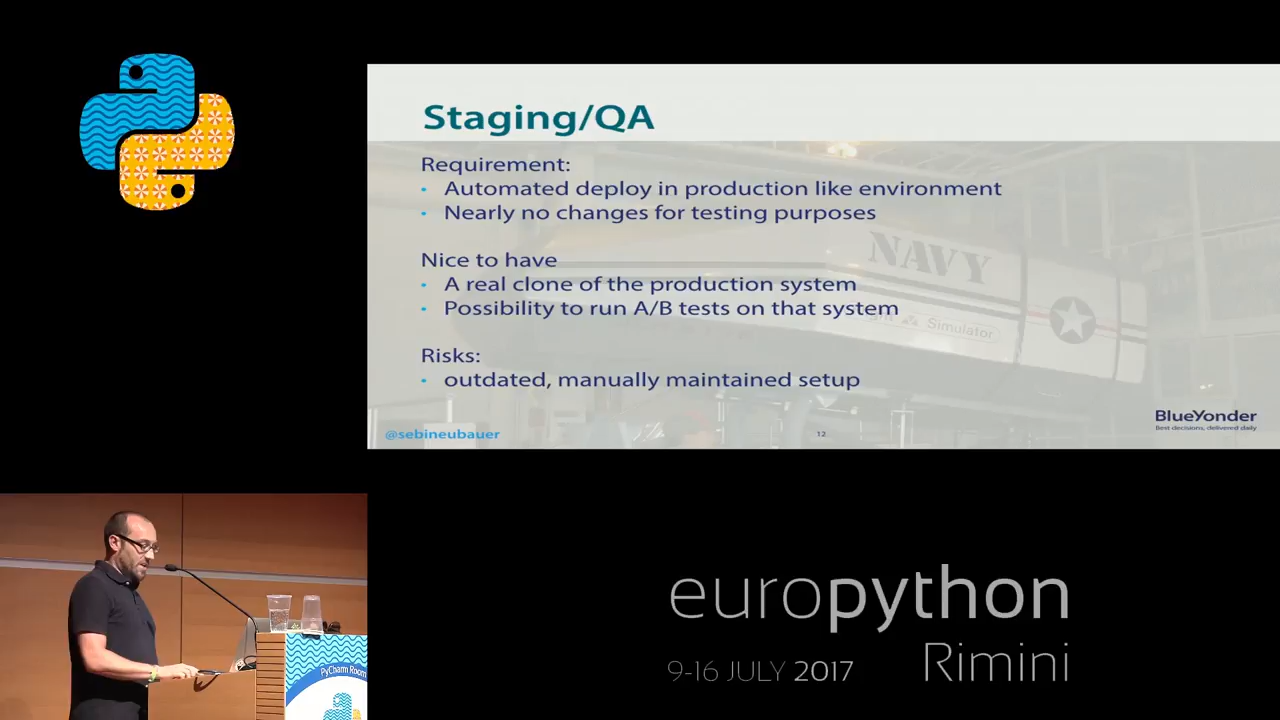 Staging/QA
Requirement:
• Automated deploy in production like environment
• Nearly no changes for testing purposes
Nice to have
• A real clone of the production system
• Possibility to run A/B tests on that system
Risks:
• outdated, manually maintained setup
NAVY
Simulator
@sebineubauer
12
BlueYonder
Best decisions, delivered daily
PyCharm Room
europython
Rimini
9-16 JULY 2017